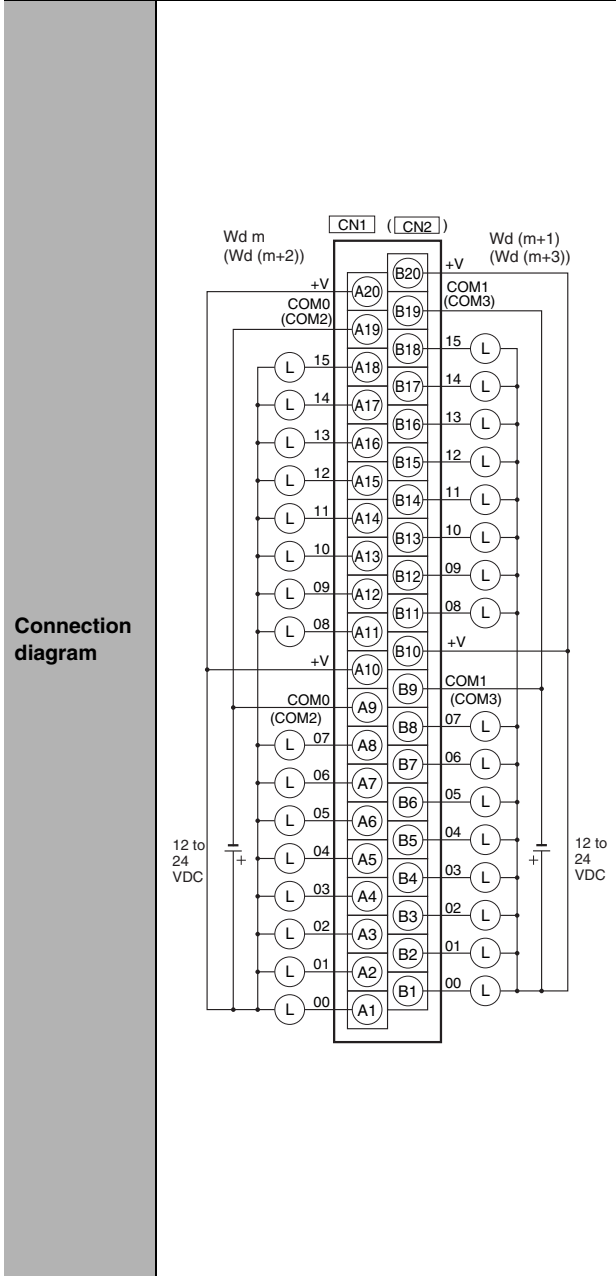 Connection
diagram
CN1 ( CN2 )
Wd m
(Wd (m+2))
Wd (m+1)
(Wd (m+3))
+V A20 B20 +V
COM0
(COM2) A19 B19 COM1
(COM3)
L 15 A18 B18 15 L
L 14 A17 B17 14 L
L 13 A16 B16 13 L
L 12 A15 B15 12 L
L 11 A14 B14 11 L
L 10 A13 B13 10 L
L 09 A12 B12 09 L
L 08 A11 B11 08 L
+V A10 B10 +V
COM0
(COM2) A9 B9 COM1
(COM3)
L 07 A8 B8 07 L
L 06 A7 B7 06 L
L 05 A6 B6 05 L
L 04 A5 B5 04 L
L 03 A4 B4 03 L
L 02 A3 B3 02 L
L 01 A2 B2 01 L
L 00 A1 B1 00 L
12 to
24
VDC
+
12 to
24
VDC
+